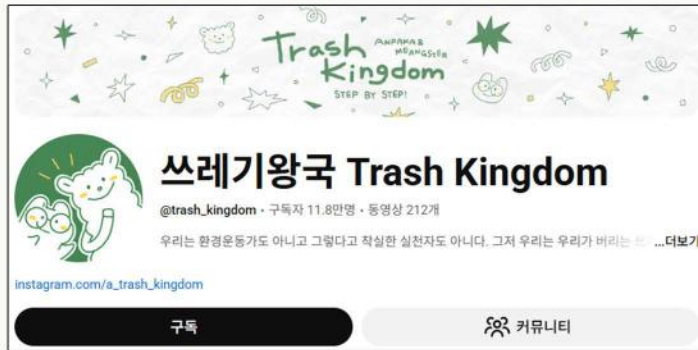 Trash
Kingdom
ANPAKA &
MOANGSTER
STEP BY STEP!
쓰레기왕국 Trash Kingdom
@trash_kingdom • 구독자 11.8만명 • 동영상 212개
우리는 환경운동가도 아니고 그렇다고 착실한 실천자도 아니다. 그저 우리는 우리가 버리는 ...더보기
instagram.com/a_trash_kingdom
구독
커뮤니티